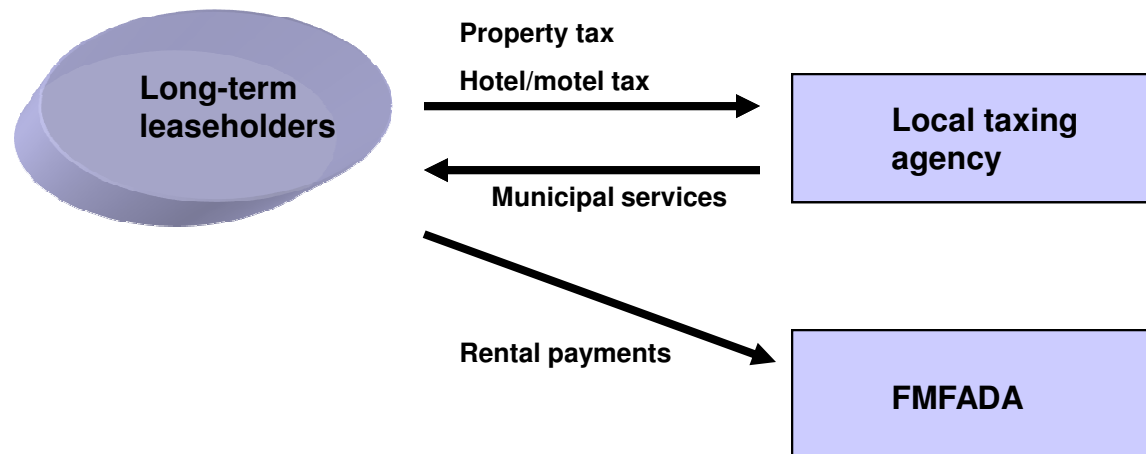 Property tax
Hotel/motel tax
Long-term
leaseholders
Local taxing
agency
Municipal services
Rental payments
FMFADA